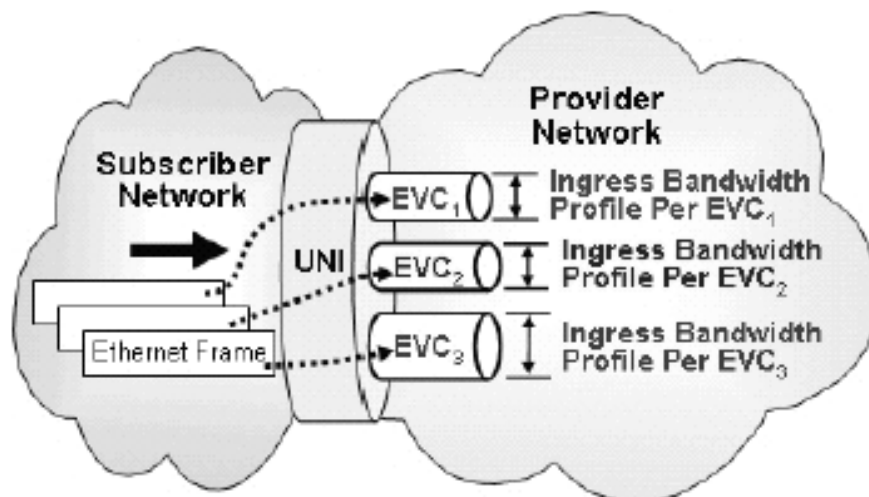 Provider
Network
Subscriber
Network
UNI
EVC₁
Ingress Bandwidth
Profile Per EVC₁
EVC₂
Ingress Bandwidth
Profile Per EVC₂
Ethernet Frame
EVC₃
Ingress Bandwidth
Profile Per EVC₃